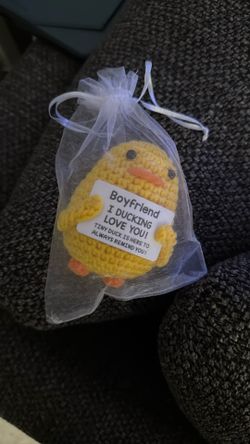 Boyfriend
I DUCKING
LOVE YOU!
TINY DUCK IS HERE TO
ALWAYS REMIND YOU!